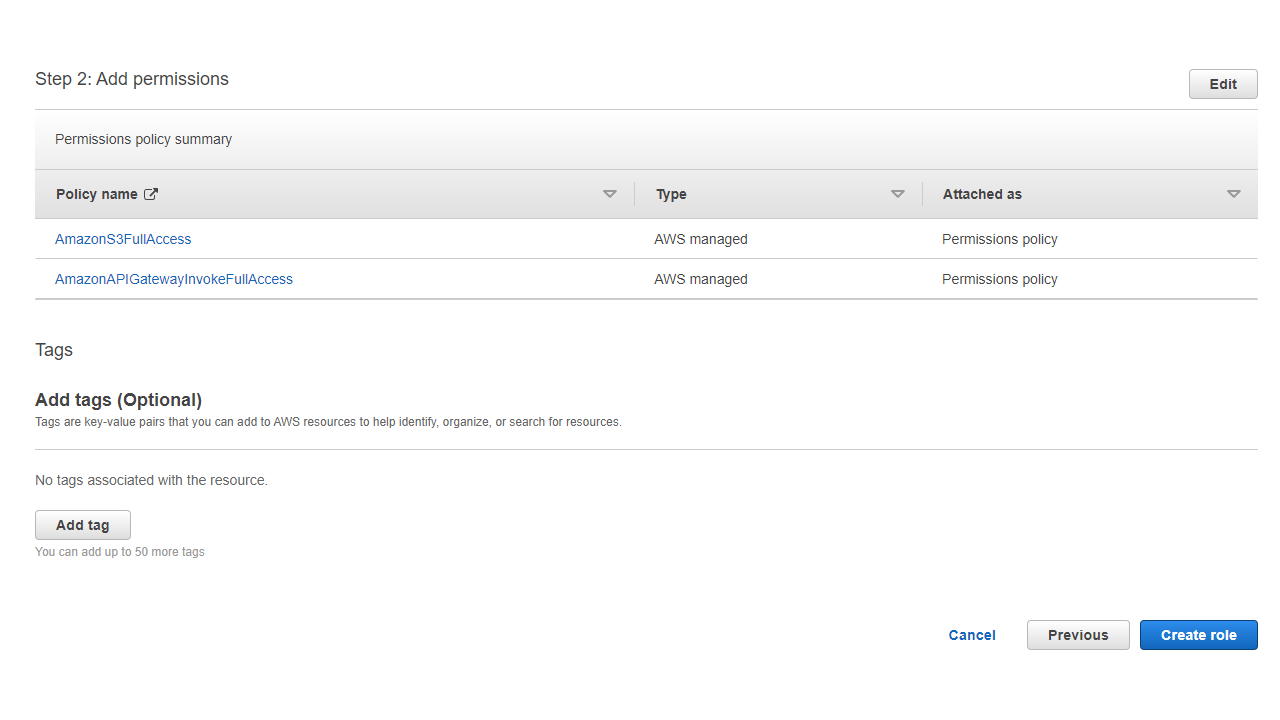 Step 2: Add permissions
Edit
Permissions policy summary
Policy name Type Attached as
AmazonS3FullAccess AWS managed Permissions policy
AmazonAPIGatewayInvokeFullAccess AWS managed Permissions policy
Tags
Add tags (Optional)
Tags are key-value pairs that you can add to AWS resources to help identify, organize, or search for resources.
No tags associated with the resource.
Add tag
You can add up to 50 more tags
Cancel Previous Create role